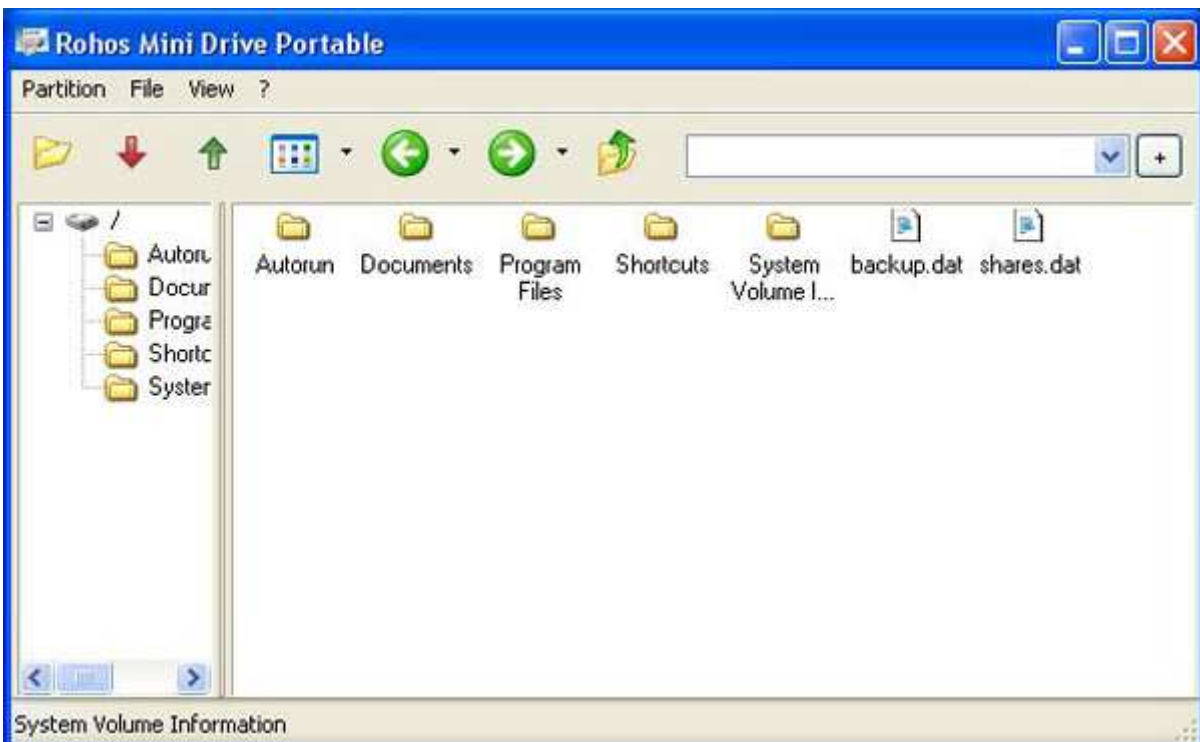 Rohos Mini Drive Portable
Partition File View ?
+
/
Autoru
Docur
Progra
Shortc
System
Autorun Documents Program Shortcuts System backup.dat shares.dat
Files Volume I...
System Volume Information